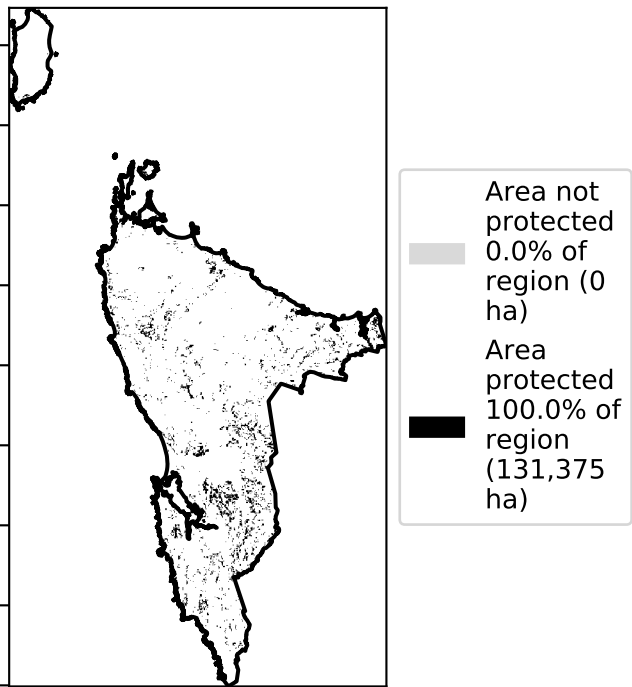 Area not
protected
0.0% of
region (0
ha)
Area
protected
100.0% of
region
(131,375
ha)